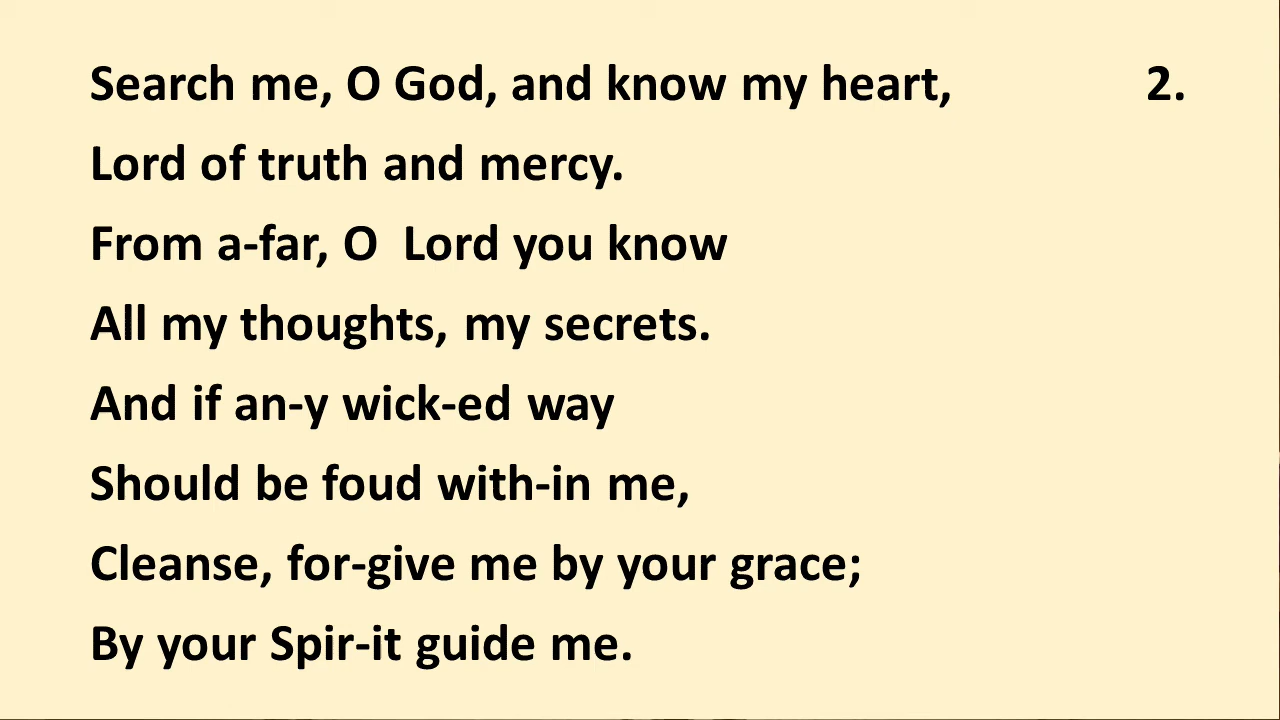 Search me, O God, and know my heart, 2.
Lord of truth and mercy.
From a-far, O  Lord you know
All my thoughts, my secrets.
And if an-y wick-ed way
Should be foud with-in me,
Cleanse, for-give me by your grace;
By your Spir-it guide me.